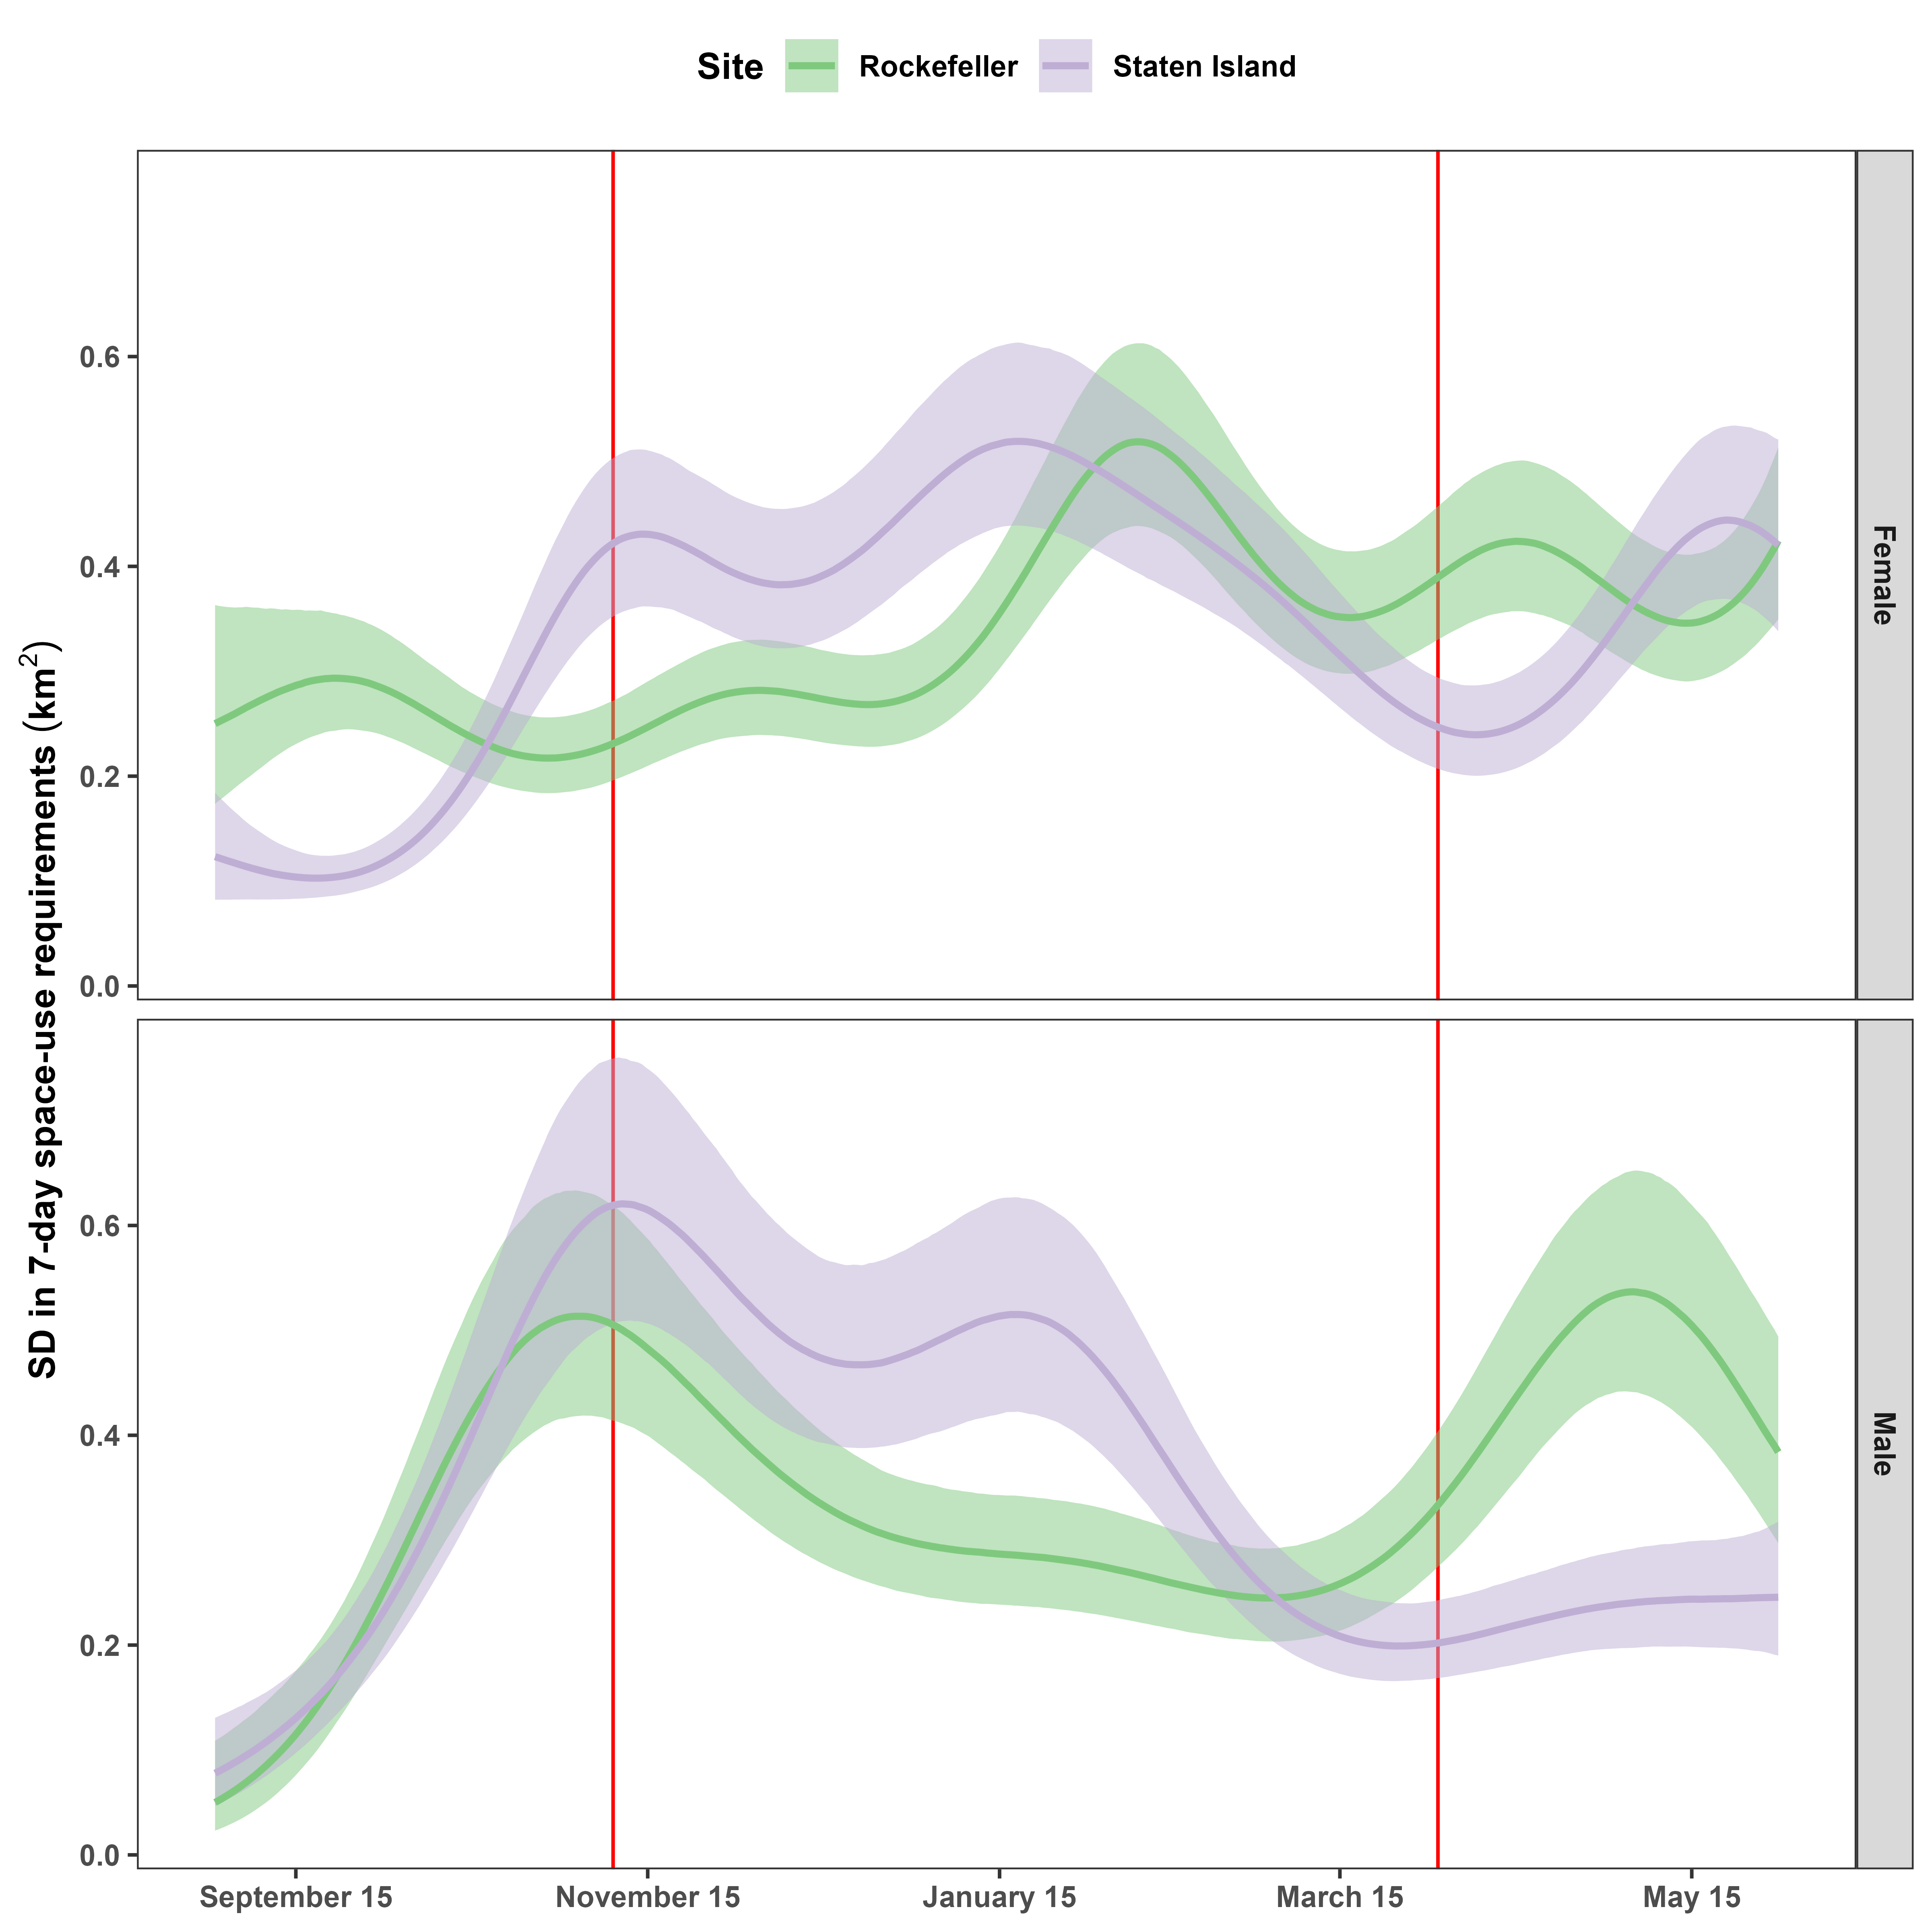 Site Rockefeller Staten Island
SD in 7-day space-use requirements (km2)
0.6
0.4
0.2
0.0
Female
0.6
0.4
0.2
0.0
Male
September 15 November 15 January 15 March 15 May 15